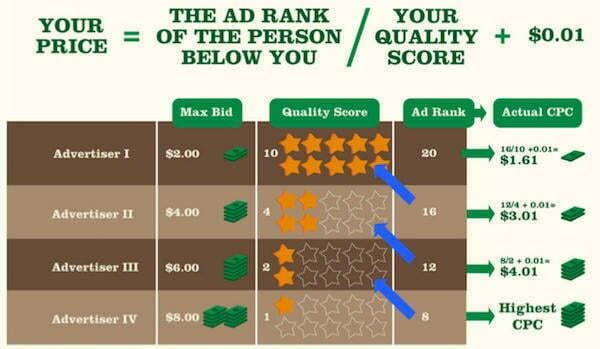 YOUR PRICE = THE AD RANK OF THE PERSON BELOW YOU / YOUR QUALITY SCORE + $0.01
Max Bid Quality Score Ad Rank Actual CPC
Advertiser I $2.00 10 20 16/10 +0.01= $1.61
Advertiser II $4.00 4 16 12/4 + 0.01= $3.01
Advertiser III $6.00 2 12 8/2 + 0.01= $4.01
Advertiser IV $8.00 1 8 Highest CPC